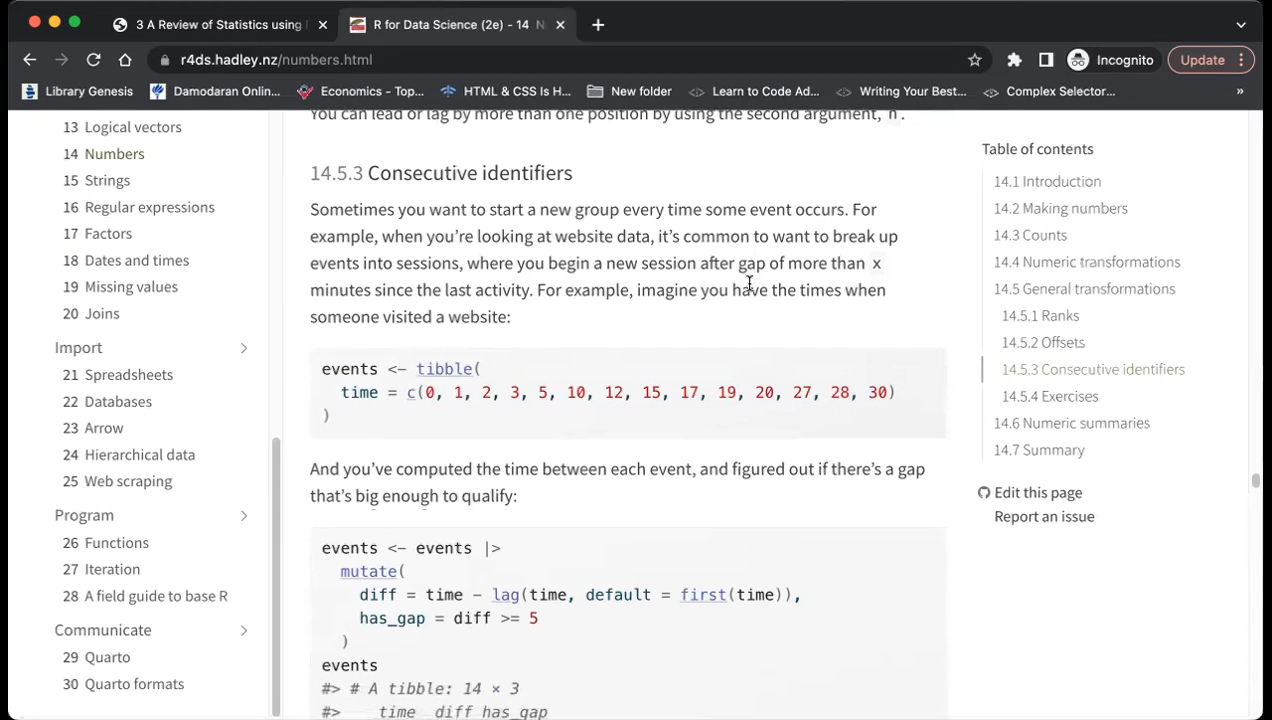 3 A Review of Statistics using
R for Data Science (2e) - 14 N
r4ds.hadley.nz/numbers.html
Incognito
Update
Library Genesis
Damodaran Onlin...
Economics - Top...
HTML & CSS Is H...
New folder
Learn to Code Ad...
Writing Your Best...
Complex Selector...
»
13 Logical vectors
14 Numbers
15 Strings
16 Regular expressions
17 Factors
18 Dates and times
19 Missing values
20 Joins
Import
21 Spreadsheets
22 Databases
23 Arrow
24 Hierarchical data
25 Web scraping
Program
26 Functions
27 Iteration
28 A field guide to base R
Communicate
29 Quarto
30 Quarto formats
You can lead or lag by more than one position by using the second argument, n.
14.5.3 Consecutive identifiers
Sometimes you want to start a new group every time some event occurs. For
example, when you're looking at website data, it's common to want to break up
events into sessions, where you begin a new session after gap of more than x
minutes since the last activity. For example, imagine you have the times when
someone visited a website:
events <- tibble(
time = c(0, 1, 2, 3, 5, 10, 12, 15, 17, 19, 20, 27, 28, 30)
)
And you've computed the time between each event, and figured out if there's a gap
that's big enough to qualify:
events <- events |>
mutate(
diff = time - lag(time, default = first(time)),
has_gap = diff >= 5
)
events
#> # A tibble: 14 × 3
#> time diff has_gap
Table of contents
14.1 Introduction
14.2 Making numbers
14.3 Counts
14.4 Numeric transformations
14.5 General transformations
14.5.1 Ranks
14.5.2 Offsets
14.5.3 Consecutive identifiers
14.5.4 Exercises
14.6 Numeric summaries
14.7 Summary
Edit this page
Report an issue